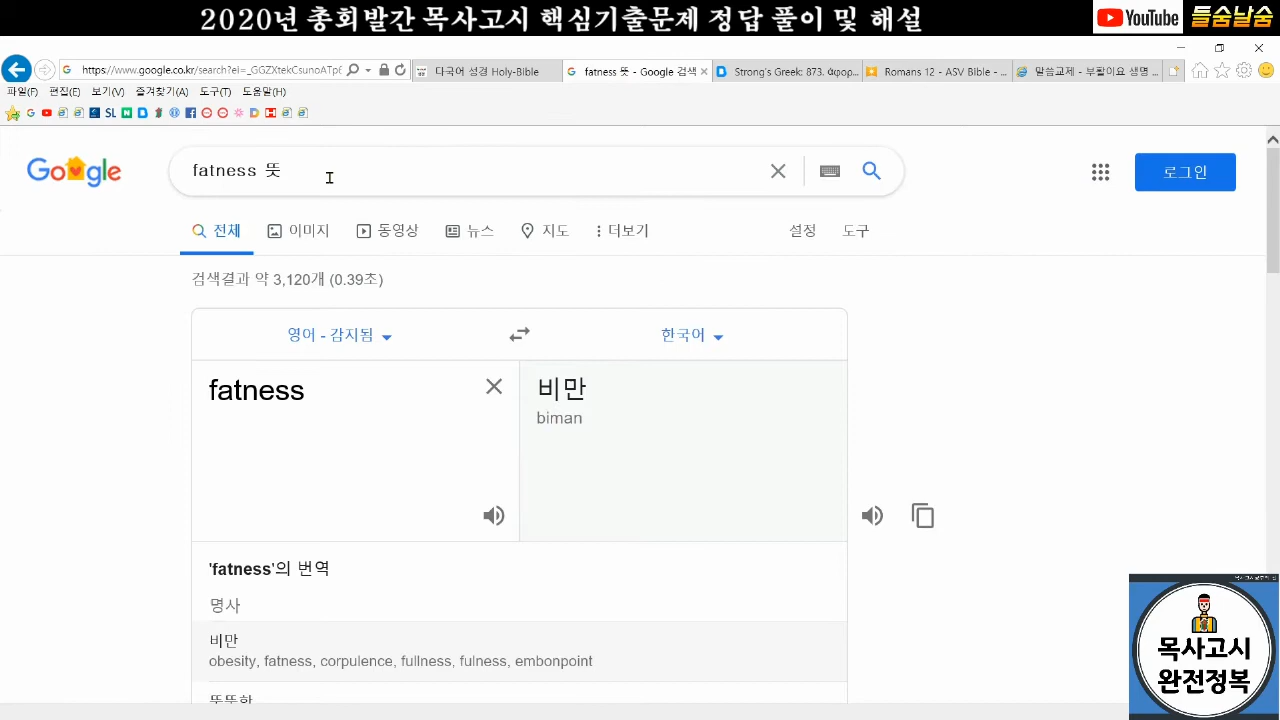 2020년 총회발간 목사고시 핵심기출문제 정답 풀이 및 해설
YouTube 들숨날숨
https://www.google.co.kr/search?ei=_GGZXtekCsunoATp6
다국어 성경 Holy-Bible
fatness 뜻 - Google 검색
Strong's Greek: 873. ἀφορ...
Romans 12 - ASV Bible - ...
말씀교제 - 부활이요 생명 ...
파일(F) 편집(E) 보기(V) 즐겨찾기(A) 도구(T) 도움말(H)
Google
fatness 뜻
로그인
전체 이미지 동영상 뉴스 지도 더보기 설정 도구
검색결과 약 3,120개 (0.39초)
영어 - 감지됨 한국어
fatness 비만
biman
'fatness'의 번역
명사
비만
obesity, fatness, corpulence, fullness, fulness, embonpoint
목사고시
완전정복